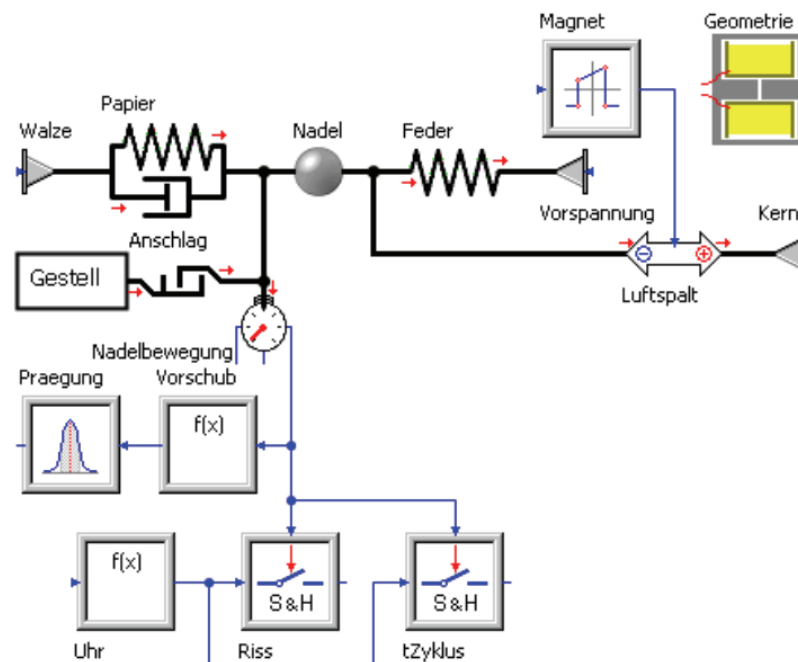 Magnet
Geometrie
Papier
Walze
Nadel
Feder
Vorspannung
Kern
Anschlag
Gestell
Luftspalt
Nadelbewegung
Praegung
Vorschub
f(x)
f(x)
S&H
S&H
Uhr
Riss
tZyklus